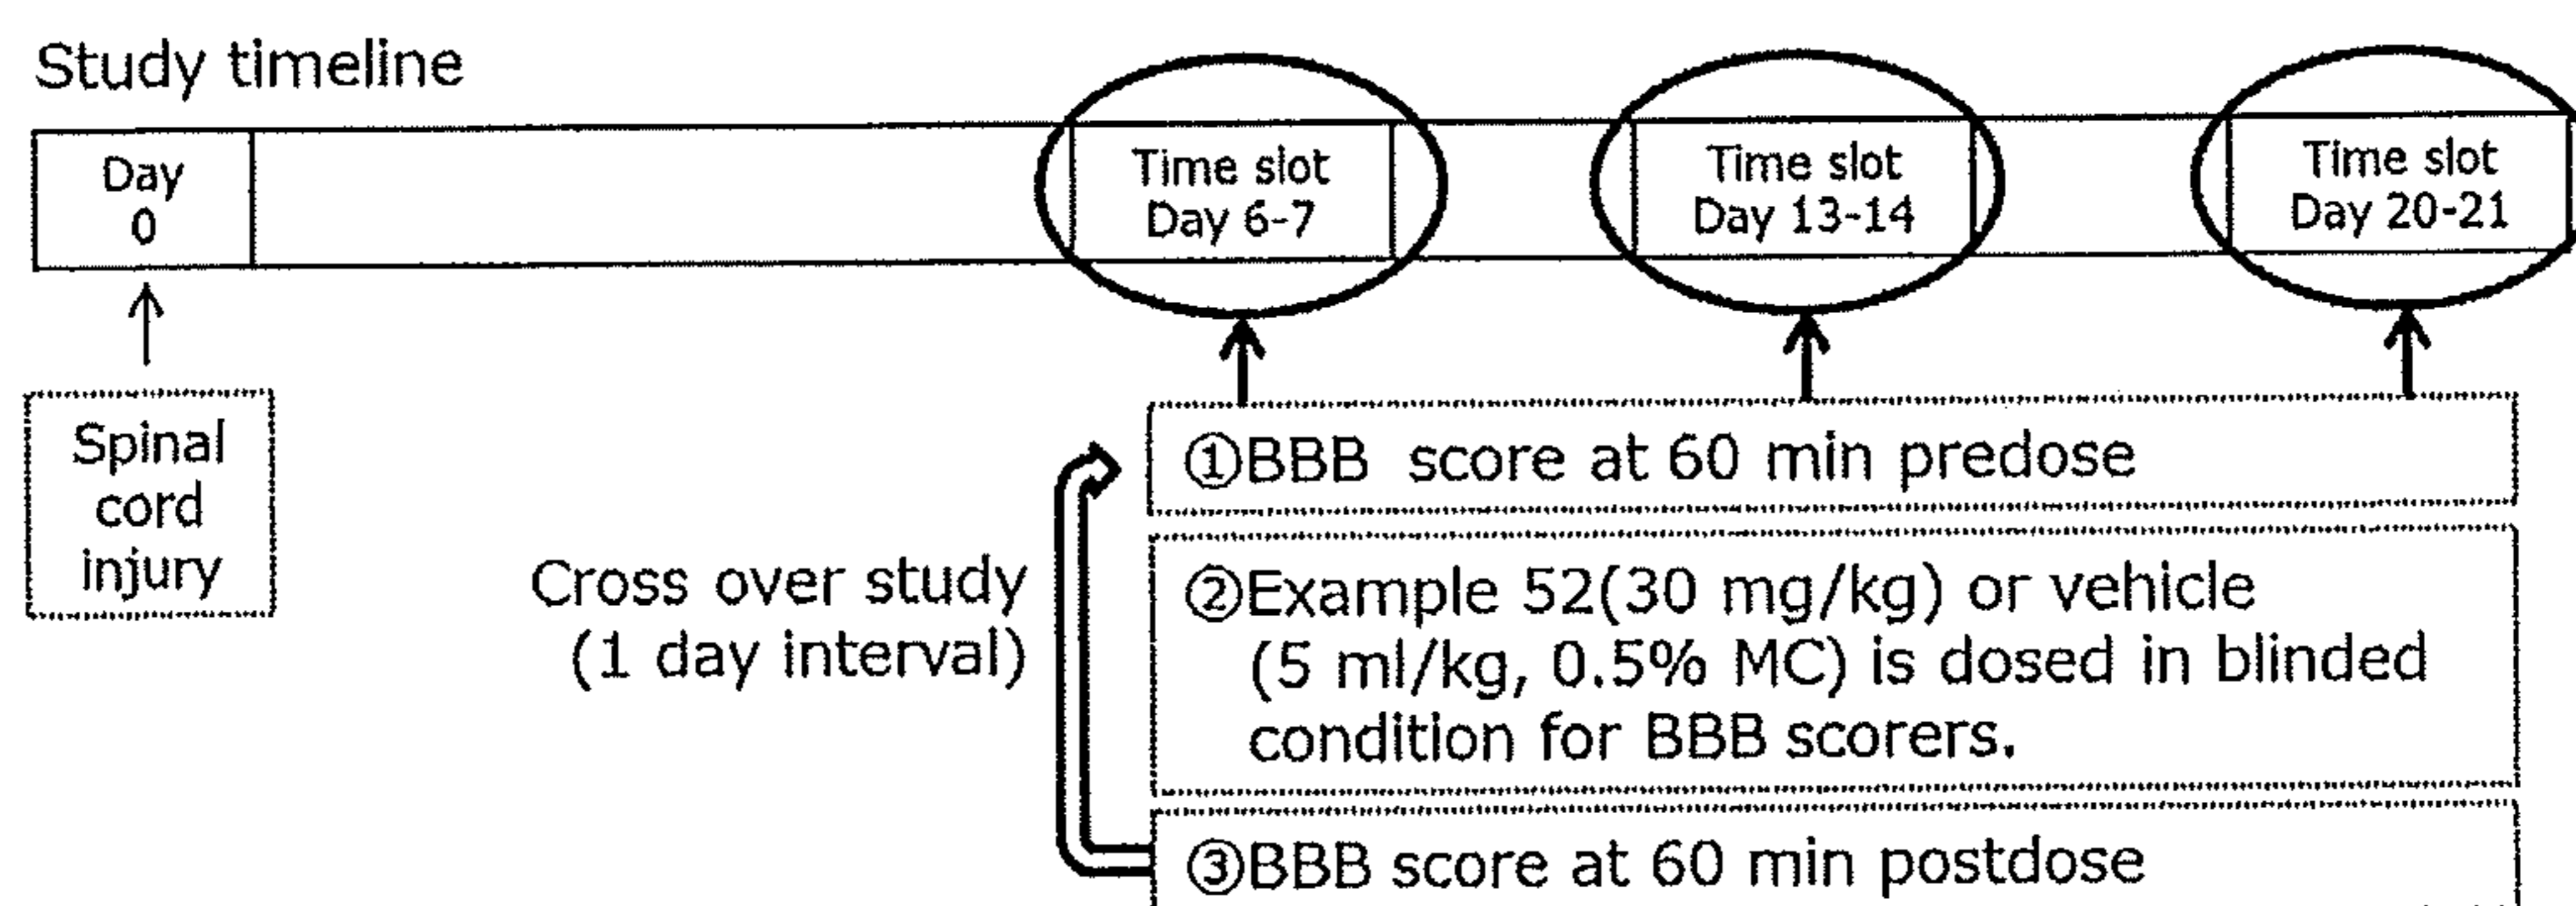 Study timeline
Day
0
Time slot
Day 6-7
Time slot
Day 13-14
Time slot
Day 20-21
Spinal
cord
injury
Cross over study
(1 day interval)
①BBB score at 60 min predose
②Example 52(30 mg/kg) or vehicle
(5 ml/kg, 0.5% MC) is dosed in blinded
condition for BBB scorers.
③BBB score at 60 min postdose